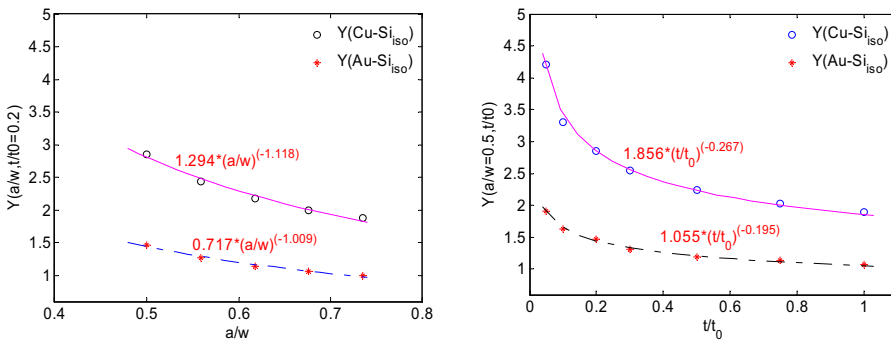 5
4.5
4
3.5
3
2.5
2
1.5
1
Y(a/w,t/t0=0.2)
Y(Cu-Si_iso)
Y(Au-Si_iso)
1.294*(a/w)^(-1.118)
0.717*(a/w)^(-1.009)
0.4 0.5 0.6 0.7 0.8
a/w
5
4.5
4
3.5
3
2.5
2
1.5
1
Y(a/w=0.5,t/t0)
Y(Cu-Si_iso)
Y(Au-Si_iso)
1.856*(t/t_0)^(-0.267)
1.055*(t/t_0)^(-0.195)
0 0.2 0.4 0.6 0.8 1
t/t_0